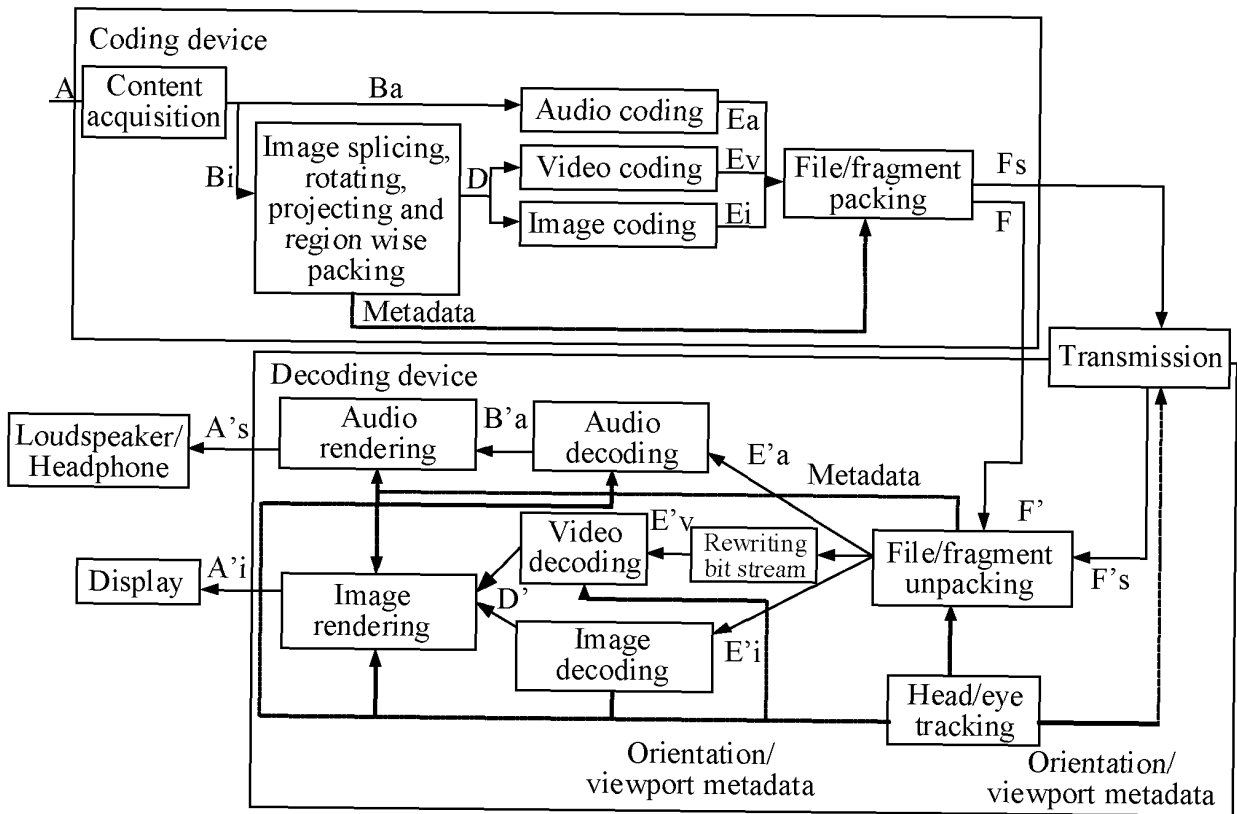 Coding device
A
Content
acquisition
Ba
Bi
Image splicing,
rotating,
projecting and
region wise
packing
D
Audio coding
Video coding
Image coding
Ea
Ev
Ei
File/fragment
packing
Fs
F
Metadata
Transmission
Decoding device
Loudspeaker/
Headphone
A's
Audio
rendering
B'a
Audio
decoding
E'a
Metadata
F'
F's
Display
A'i
Image
rendering
D'
Video
decoding
E'v
Rewriting
bit stream
File/fragment
unpacking
Image
decoding
E'i
Head/eye
tracking
Orientation/
viewport metadata
Orientation/
viewport metadata